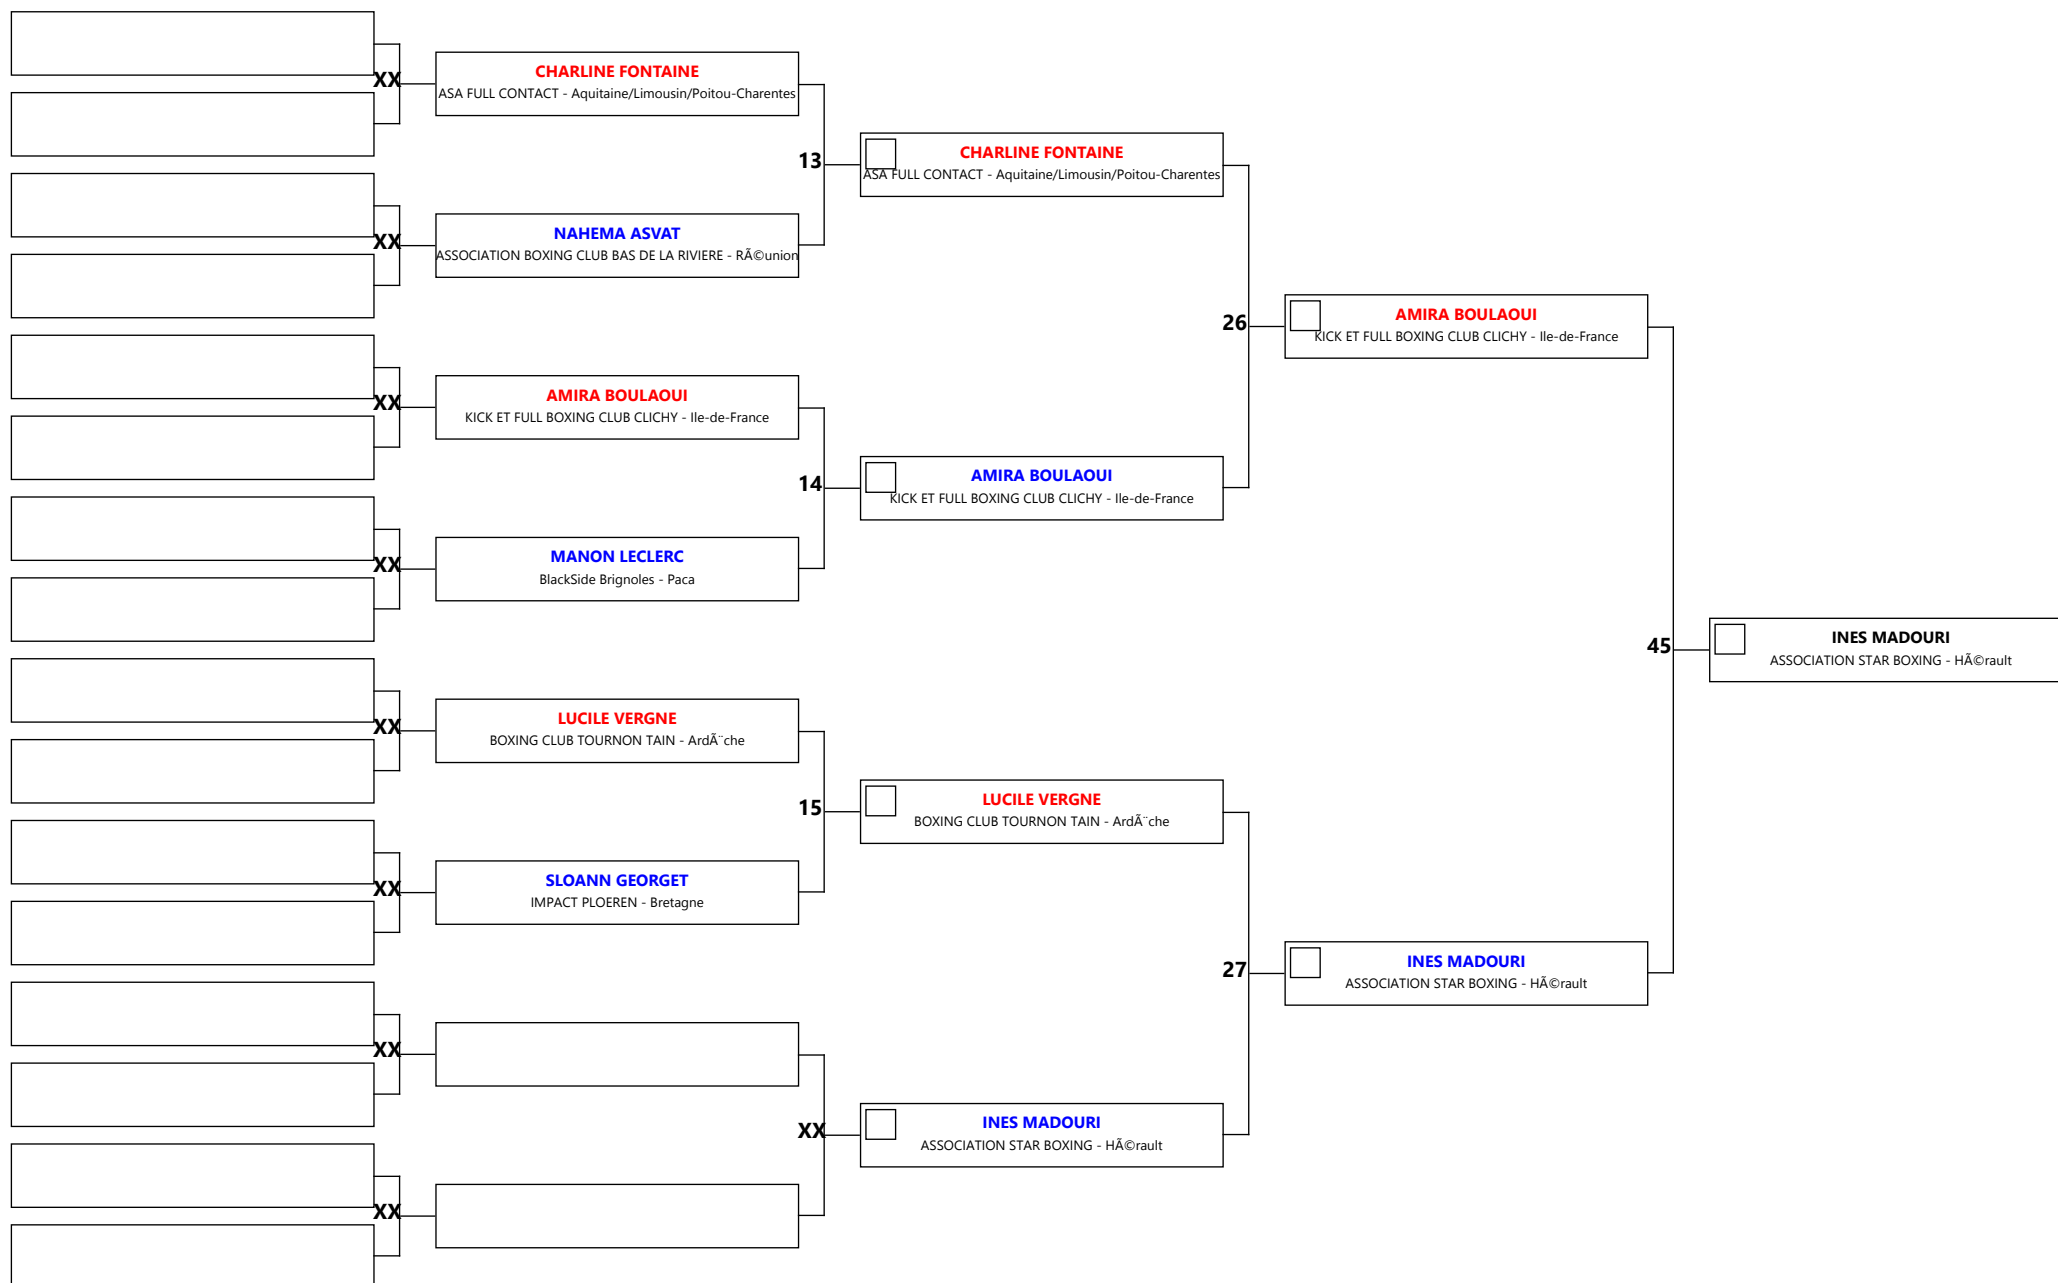 XX
CHARLINE FONTAINE
ASA FULL CONTACT - Aquitaine/Limousin/Poitou-Charentes
XX
NAHEMA ASVAT
ASSOCIATION BOXING CLUB BAS DE LA RIVIERE - RÃ©union
13
CHARLINE FONTAINE
ASA FULL CONTACT - Aquitaine/Limousin/Poitou-Charentes
XX
AMIRA BOULAOUI
KICK ET FULL BOXING CLUB CLICHY - Ile-de-France
XX
MANON LECLERC
BlackSide Brignoles - Paca
14
AMIRA BOULAOUI
KICK ET FULL BOXING CLUB CLICHY - Ile-de-France
26
AMIRA BOULAOUI
KICK ET FULL BOXING CLUB CLICHY - Ile-de-France
XX
LUCILE VERGNE
BOXING CLUB TOURNON TAIN - ArdÃ¨che
XX
SLOANN GEORGET
IMPACT PLOEREN - Bretagne
15
LUCILE VERGNE
BOXING CLUB TOURNON TAIN - ArdÃ¨che
XX
XX
XX
INES MADOURI
ASSOCIATION STAR BOXING - HÃ©rault
27
INES MADOURI
ASSOCIATION STAR BOXING - HÃ©rault
45
INES MADOURI
ASSOCIATION STAR BOXING - HÃ©rault